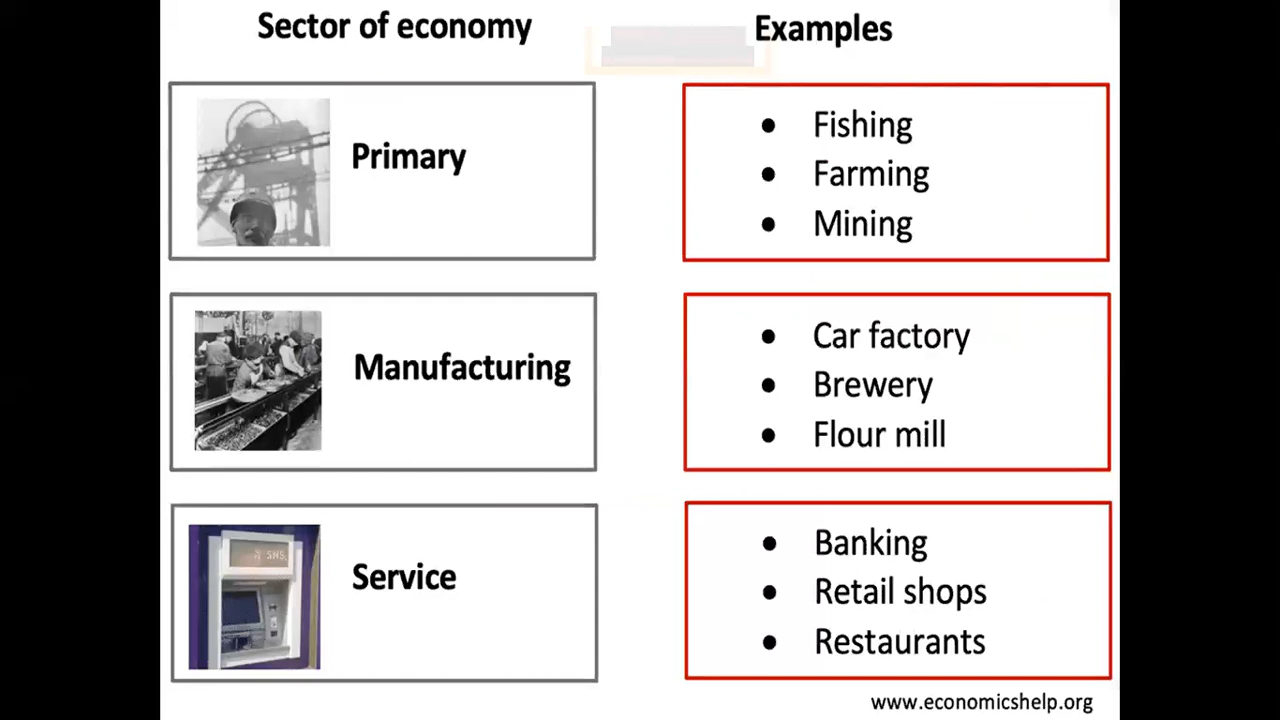 Sector of economy
Examples
Primary
• Fishing
• Farming
• Mining
Manufacturing
• Car factory
• Brewery
• Flour mill
Service
• Banking
• Retail shops
• Restaurants
www.economicshelp.org